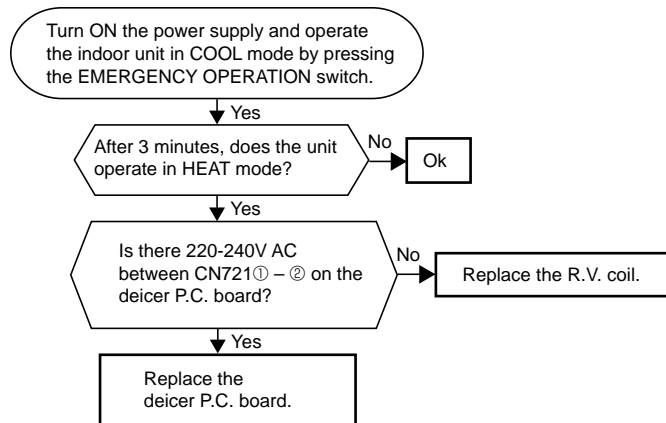 Turn ON the power supply and operate
the indoor unit in COOL mode by pressing
the EMERGENCY OPERATION switch.
Yes
After 3 minutes, does the unit
operate in HEAT mode?
No
Ok
Yes
Is there 220-240V AC
between CN721① – ② on the
deicer P.C. board?
No
Replace the R.V. coil.
Yes
Replace the
deicer P.C. board.